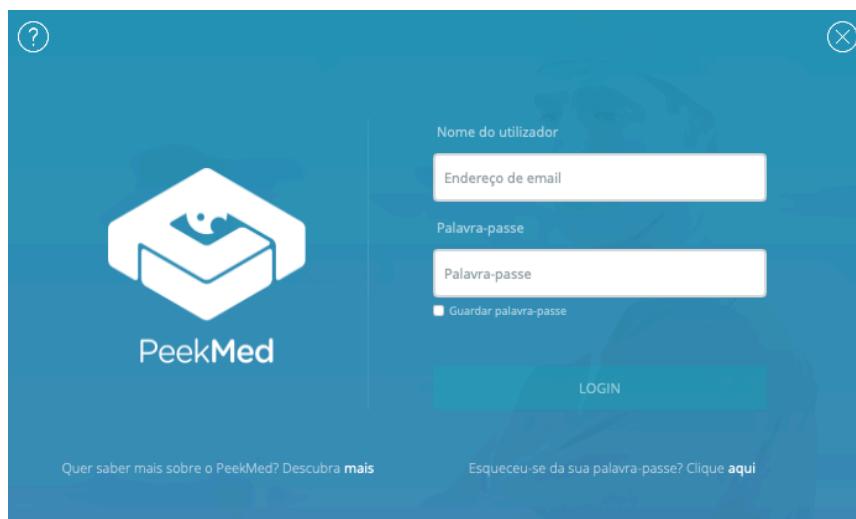 ?
Nome do utilizador
Endereço de email
Palavra-passe
Palavra-passe
Guardar palavra-passe
PeekMed
LOGIN
Quer saber mais sobre o PeekMed? Descubra mais
Esqueceu-se da sua palavra-passe? Clique aqui